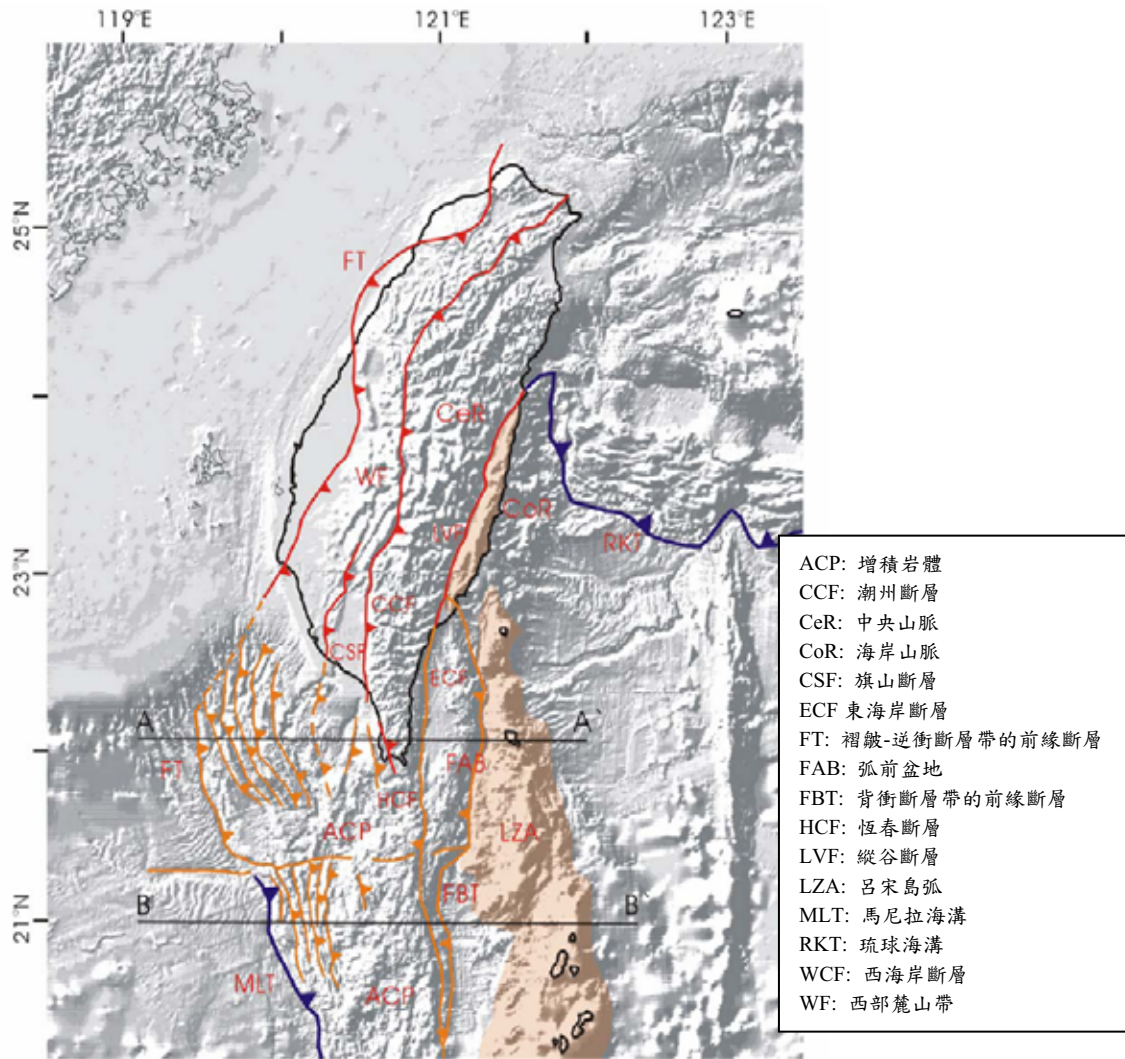 119°E 121°E 123°E
25°N
FT
CeR
WF
CoR
LVF
RKT
23°N
CCF
CSF
ECF
A A`
FT
FAB
HCF
ACP
LZA
FBT
21°N
B B`
MLT
ACP
ACP: 增積岩體
CCF: 潮州斷層
CeR: 中央山脈
CoR: 海岸山脈
CSF: 旗山斷層
ECF 東海岸斷層
FT: 褶皺-逆衝斷層帶的前緣斷層
FAB: 弧前盆地
FBT: 背衝斷層帶的前緣斷層
HCF: 恆春斷層
LVF: 縱谷斷層
LZA: 呂宋島弧
MLT: 馬尼拉海溝
RKT: 琉球海溝
WCF: 西海岸斷層
WF: 西部麓山帶